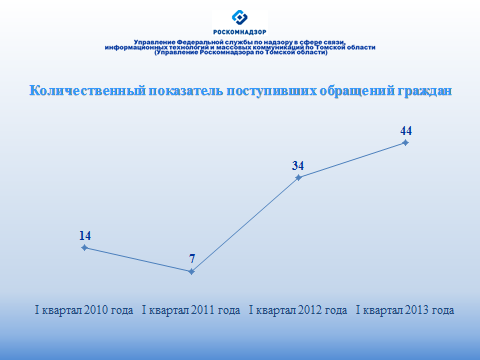 РОСКОМНАДЗОР
Управление Федеральной службы по надзору в сфере связи,
информационных технологий и массовых коммуникаций по Томской области
(Управление Роскомнадзора по Томской области)
Количественный показатель поступивших обращений граждан
44
34
14
7
I квартал 2010 года I квартал 2011 года I квартал 2012 года I квартал 2013 года